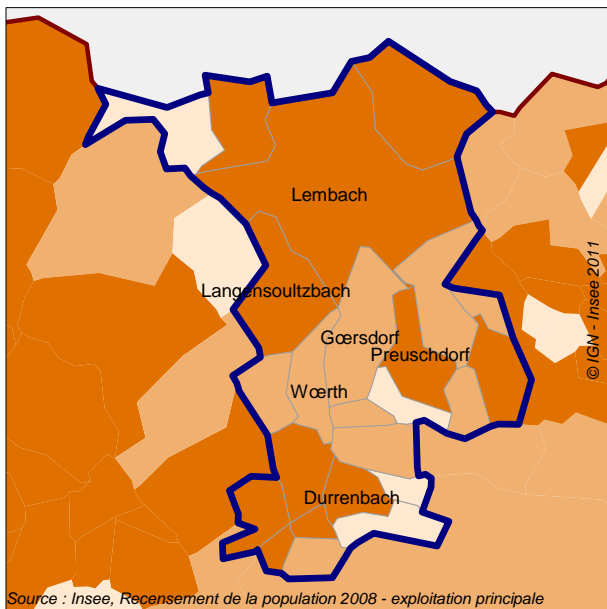 Lembach
Langensoultzbach
Gœrsdorf
Preuschdorf
Wœrth
Durrenbach
© IGN - Insee 2011
Source : Insee, Recensement de la population 2008 - exploitation principale